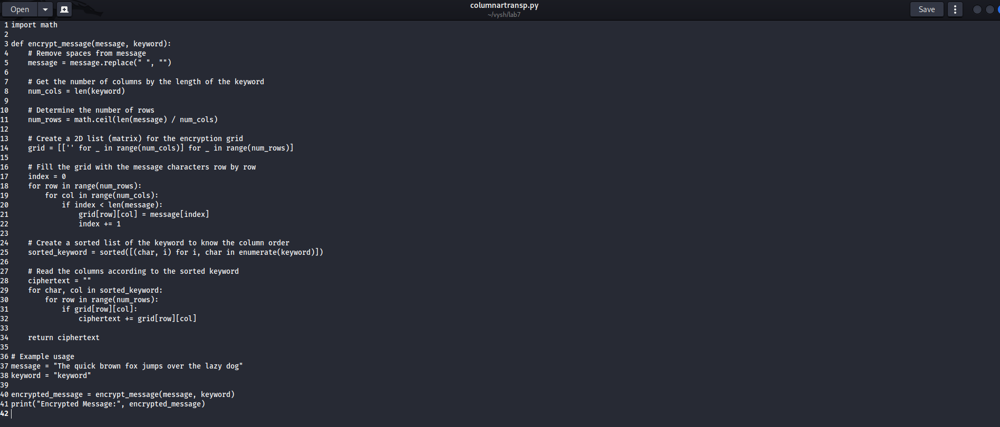 Open
columnartransp.py
~/vysh/lab7
Save
1 import math
2
3 def encrypt_message(message, keyword):
4     # Remove spaces from message
5     message = message.replace(" ", "")
6
7     # Get the number of columns by the length of the keyword
8     num_cols = len(keyword)
9
10     # Determine the number of rows
11     num_rows = math.ceil(len(message) / num_cols)
12
13     # Create a 2D list (matrix) for the encryption grid
14     grid = [['' for _ in range(num_cols)] for _ in range(num_rows)]
15
16     # Fill the grid with the message characters row by row
17     index = 0
18     for row in range(num_rows):
19         for col in range(num_cols):
20             if index < len(message):
21                 grid[row][col] = message[index]
22                 index += 1
23
24     # Create a sorted list of the keyword to know the column order
25     sorted_keyword = sorted([(char, i) for i, char in enumerate(keyword)])
26
27     # Read the columns according to the sorted keyword
28     ciphertext = ""
29     for char, col in sorted_keyword:
30         for row in range(num_rows):
31             if grid[row][col]:
32                 ciphertext += grid[row][col]
33
34     return ciphertext
35
36 # Example usage
37 message = "The quick brown fox jumps over the lazy dog"
38 keyword = "keyword"
39
40 encrypted_message = encrypt_message(message, keyword)
41 print("Encrypted Message:", encrypted_message)
42